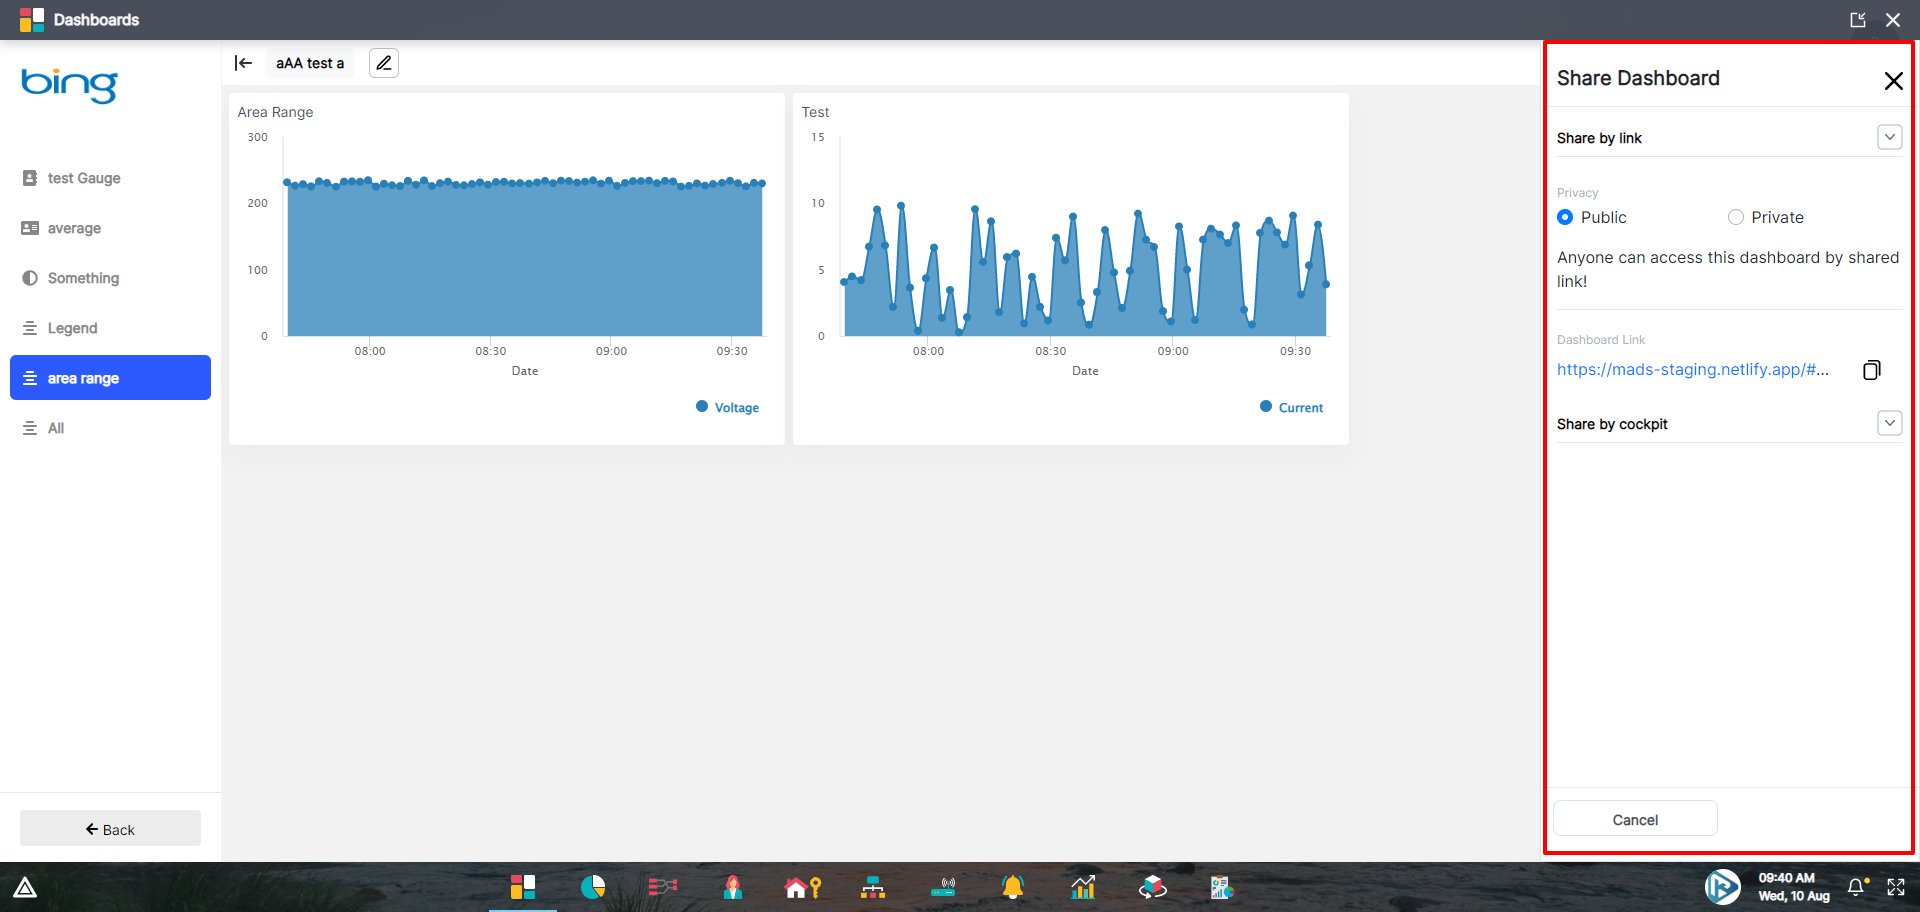 Dashboards
bing
test Gauge
average
Something
Legend
area range
All
Back
aAA test a
Area Range
300
200
100
0
08:00 08:30 09:00 09:30
Date
Voltage
Test
15
10
5
0
08:00 08:30 09:00 09:30
Date
Current
Share Dashboard
Share by link
Privacy
Public Private
Anyone can access this dashboard by shared
link!
Dashboard Link
https://mads-staging.netlify.app/#...
Share by cockpit
Cancel
09:40 AM
Wed, 10 Aug